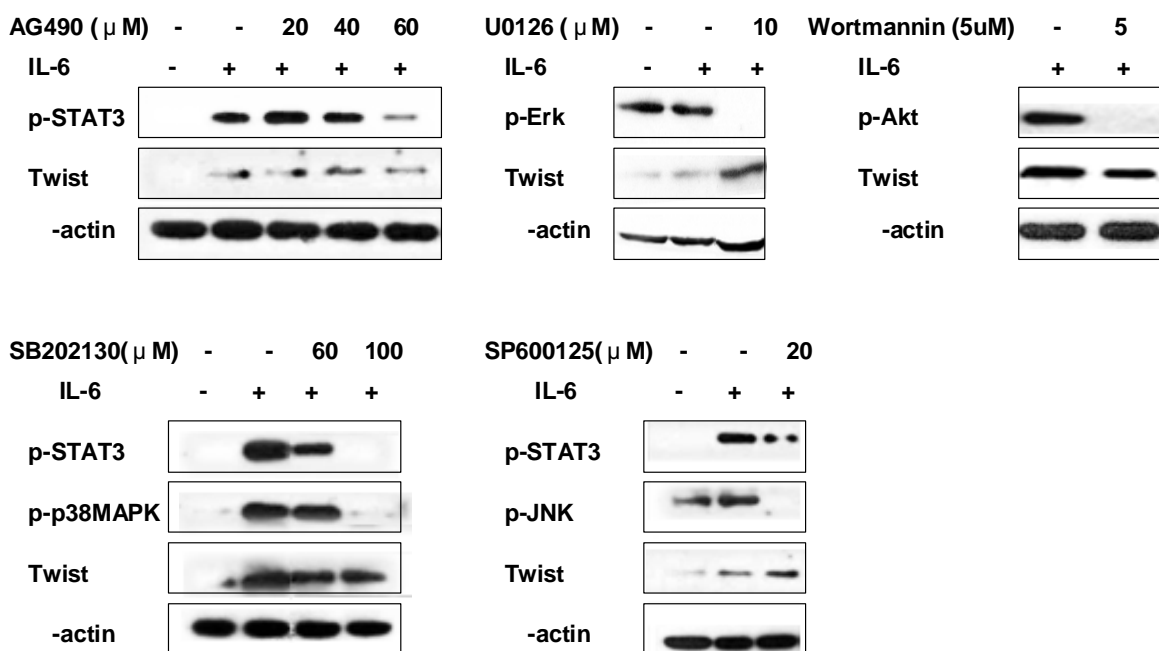 AG490 (μM) - - 20 40 60
IL-6 - + + + +
p-STAT3
Twist
-actin
U0126 (μM) - - 10
IL-6 - + +
p-Erk
Twist
-actin
Wortmannin (5uM) - 5
IL-6 + +
p-Akt
Twist
-actin
SB202130(μM) - - 60 100
IL-6 - + + +
p-STAT3
p-p38MAPK
Twist
-actin
SP600125(μM) - - 20
IL-6 - + +
p-STAT3
p-JNK
Twist
-actin